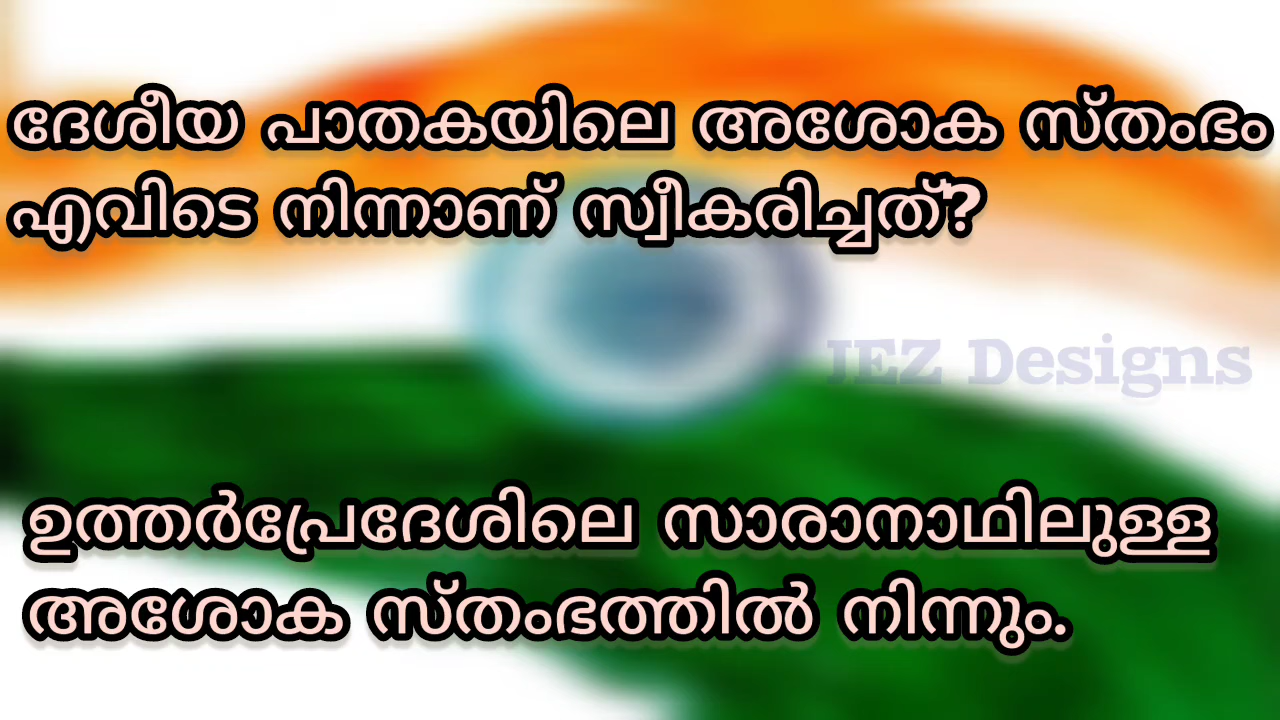 ദേശീയ പാതകയിലെ അശോക സ്തംഭം
എവിടെ നിന്നാണ് സ്വീകരിച്ചത്?
JEZ Designs
ഉത്തർപ്രേദേശിലെ സാരാനാഥിലുള്ള
അശോക സ്തംഭത്തിൽ നിന്നും.